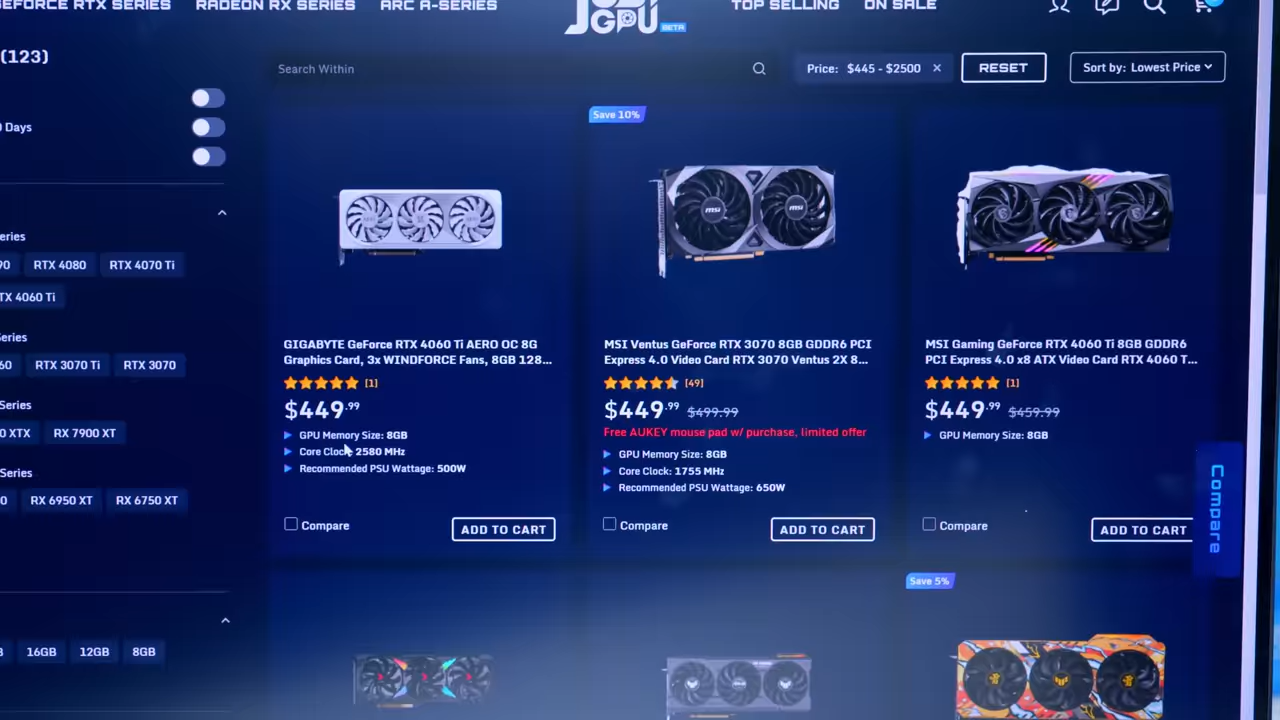 GEFORCE RTX SERIES
RADEON RX SERIES
ARC A-SERIES
JUST
GPU
BETA
TOP SELLING
ON SALE
(123)
Search Within
Price: $445 - $2500 ×
RESET
Sort by: Lowest Price
Days
eries
RTX 4080
RTX 4070 Ti
TX 4060 Ti
eries
60
RTX 3070 Ti
RTX 3070
Series
0 XTX
RX 7900 XT
Series
0
RX 6950 XT
RX 6750 XT
16GB
12GB
8GB
GIGABYTE GeForce RTX 4060 Ti AERO OC 8G
Graphics Card, 3x WINDFORCE Fans, 8GB 128...
[1]
$449.99
GPU Memory Size: 8GB
Core Clock: 2580 MHz
Recommended PSU Wattage: 500W
Compare
ADD TO CART
Save 10%
MSI Ventus GeForce RTX 3070 8GB GDDR6 PCI
Express 4.0 Video Card RTX 3070 Ventus 2X 8...
[49]
$449.99 $499.99
Free AUKEY mouse pad w/ purchase, limited offer
GPU Memory Size: 8GB
Core Clock: 1755 MHz
Recommended PSU Wattage: 650W
Compare
ADD TO CART
MSI Gaming GeForce RTX 4060 Ti 8GB GDDR6
PCI Express 4.0 x8 ATX Video Card RTX 4060 T...
[1]
$449.99 $459.99
GPU Memory Size: 8GB
Compare
ADD TO CART
Compare
Save 5%